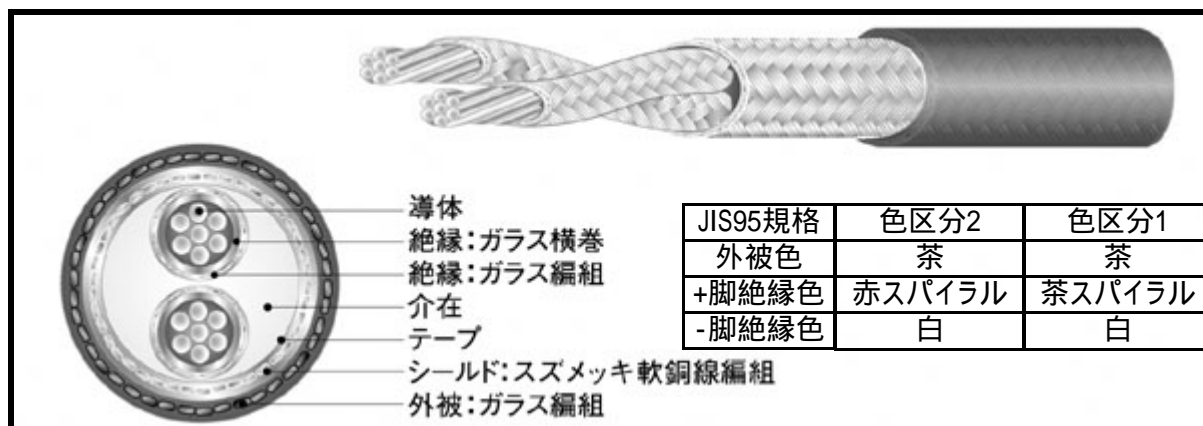 導体
絶縁:ガラス横巻
絶縁:ガラス編組
介在
テープ
シールド:スズメッキ軟銅線編組
外被:ガラス編組
JIS95規格 色区分2 色区分1
外被色 茶 茶
+脚絶縁色 赤スパイラル 茶スパイラル
-脚絶縁色 白 白